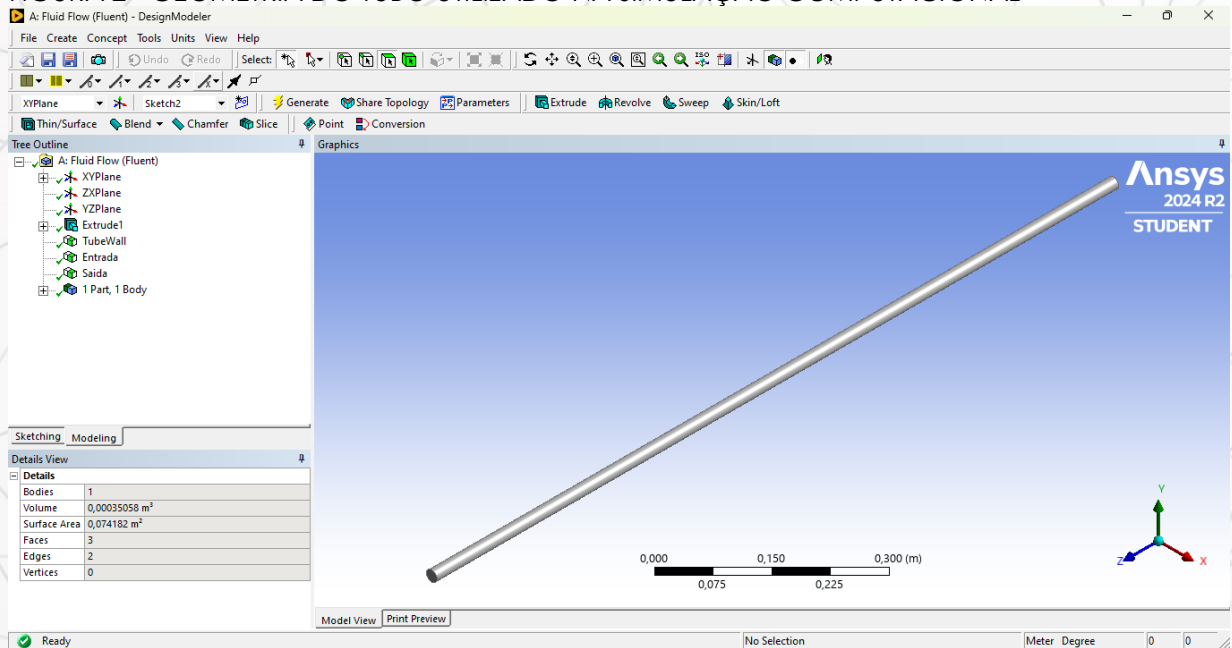 A: Fluid Flow (Fluent) - DesignModeler
File Create Concept Tools Units View Help
Undo Redo Select:
ISO
XYPlane Sketch2 Generate Share Topology Parameters Extrude Revolve Sweep Skin/Loft
Thin/Surface Blend Chamfer Slice Point Conversion
Tree Outline
A: Fluid Flow (Fluent)
XYPlane
ZXPlane
YZPlane
Extrude1
TubeWall
Entrada
Saida
1 Part, 1 Body
Sketching Modeling
Details View
Details
Bodies 1
Volume 0,00035058 m³
Surface Area 0,074182 m²
Faces 3
Edges 2
Vertices 0
Graphics
Ansys
2024 R2
STUDENT
0,000 0,150 0,300 (m)
0,075 0,225
Y
Z X
Model View Print Preview
Ready No Selection Meter Degree 0 0